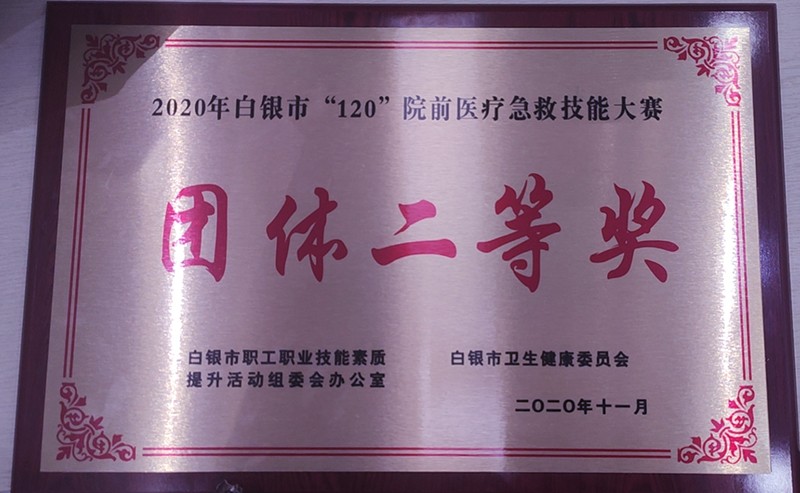 2020年白银市“120”院前医疗急救技能大赛
团体二等奖
白银市职工职业技能素质
提升活动组委会办公室
白银市卫生健康委员会
二〇二〇年十一月